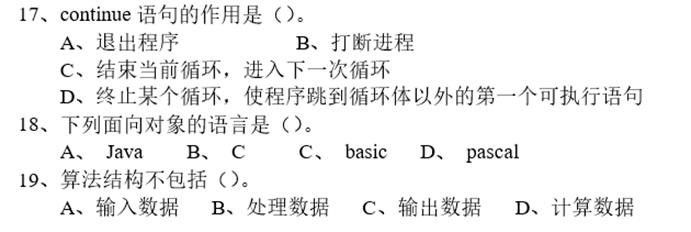 17、continue 语句的作用是（）。
A、退出程序 B、打断进程
C、结束当前循环，进入下一次循环
D、终止某个循环，使程序跳到循环体以外的第一个可执行语句
18、下列面向对象的语言是（）。
A、 Java B、 C C、 basic D、 pascal
19、算法结构不包括（）。
A、输入数据 B、处理数据 C、输出数据 D、计算数据